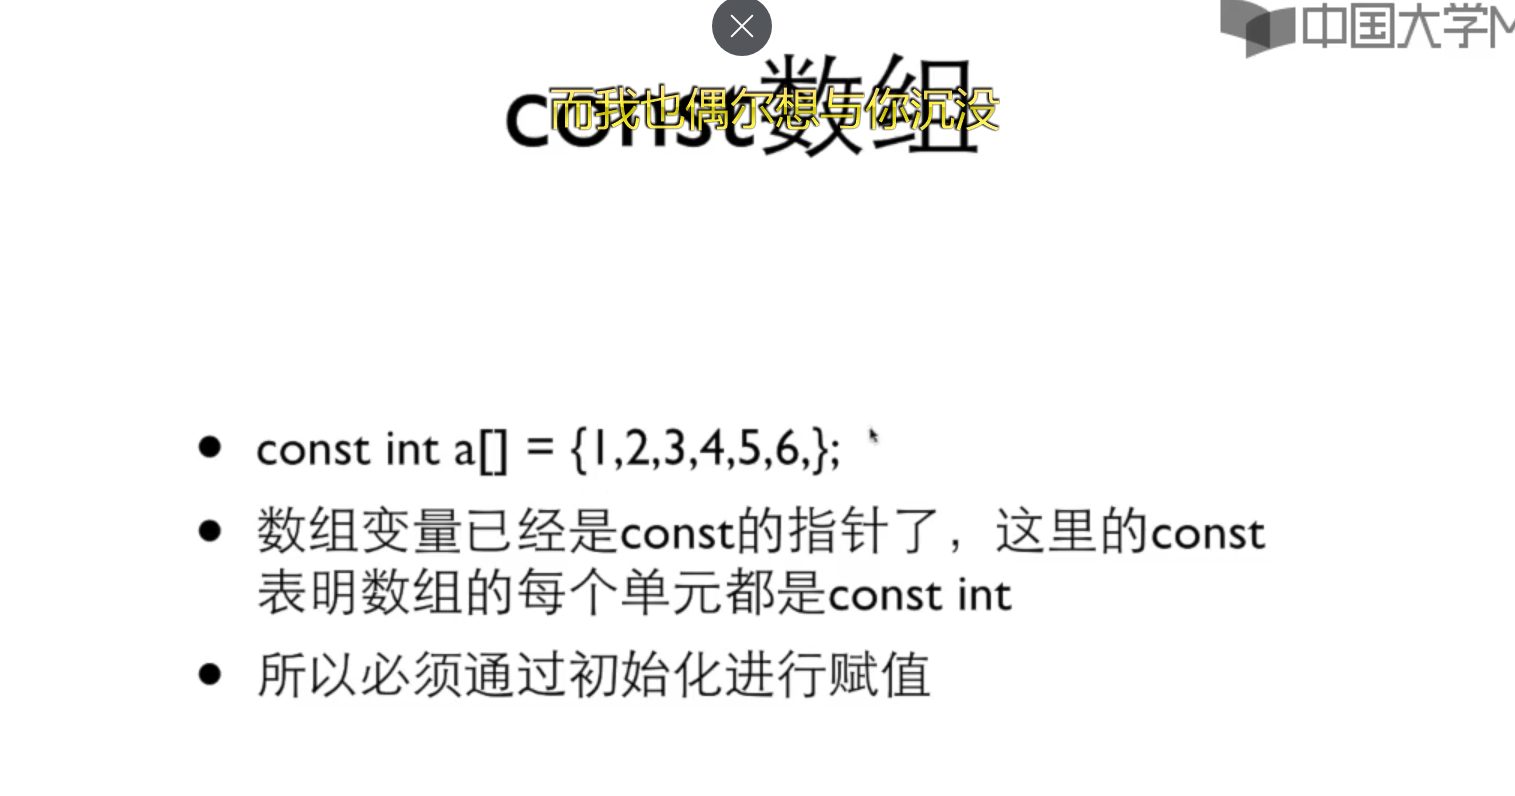 中国大学M
const数组
而我也偶尔想与你沉没
const int a[] = {1,2,3,4,5,6,};
数组变量已经是const的指针了，这里的const
表明数组的每个单元都是const int
所以必须通过初始化进行赋值